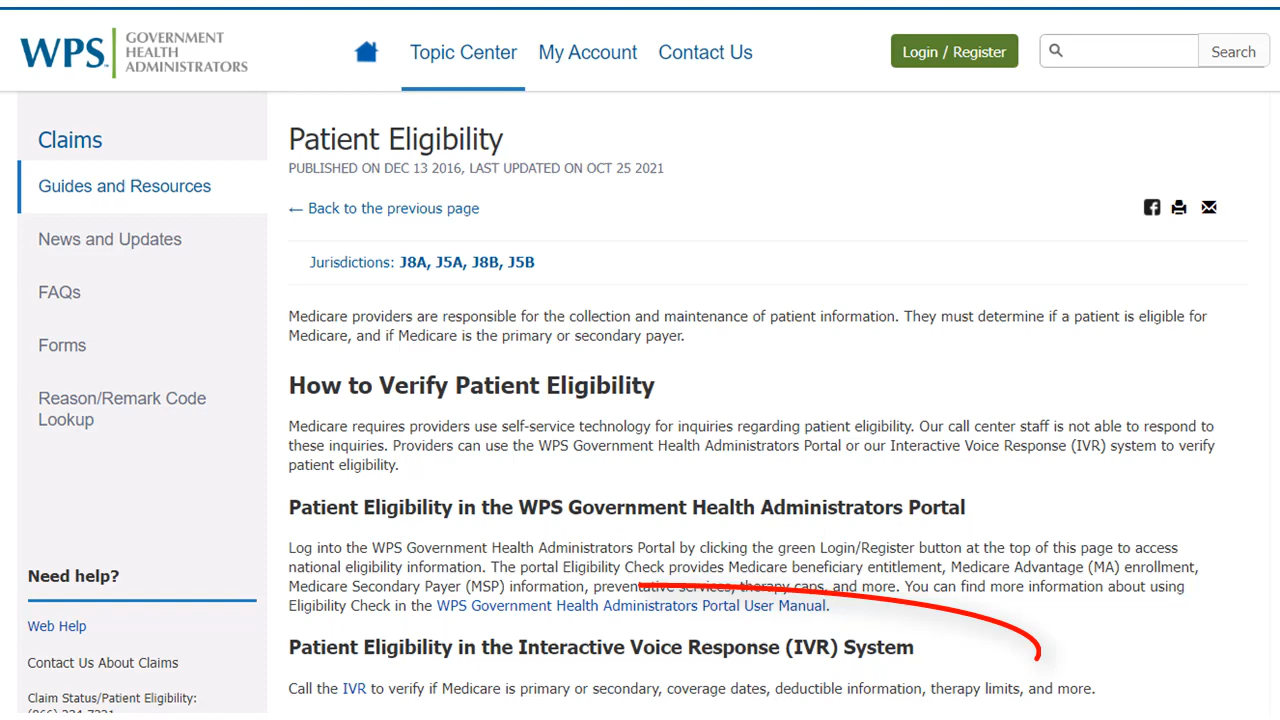 WPS GOVERNMENT HEALTH ADMINISTRATORS
Topic Center My Account Contact Us
Login / Register
Search
Claims
Guides and Resources
News and Updates
FAQs
Forms
Reason/Remark Code
Lookup
Need help?
Web Help
Contact Us About Claims
Claim Status/Patient Eligibility:
Patient Eligibility
PUBLISHED ON DEC 13 2016, LAST UPDATED ON OCT 25 2021
← Back to the previous page
Jurisdictions: J8A, J5A, J8B, J5B
Medicare providers are responsible for the collection and maintenance of patient information. They must determine if a patient is eligible for
Medicare, and if Medicare is the primary or secondary payer.
How to Verify Patient Eligibility
Medicare requires providers use self-service technology for inquiries regarding patient eligibility. Our call center staff is not able to respond to
these inquiries. Providers can use the WPS Government Health Administrators Portal or our Interactive Voice Response (IVR) system to verify
patient eligibility.
Patient Eligibility in the WPS Government Health Administrators Portal
Log into the WPS Government Health Administrators Portal by clicking the green Login/Register button at the top of this page to access
national eligibility information. The portal Eligibility Check provides Medicare beneficiary entitlement, Medicare Advantage (MA) enrollment,
Medicare Secondary Payer (MSP) information, preventative services, therapy caps, and more. You can find more information about using
Eligibility Check in the WPS Government Health Administrators Portal User Manual.
Patient Eligibility in the Interactive Voice Response (IVR) System
Call the IVR to verify if Medicare is primary or secondary, coverage dates, deductible information, therapy limits, and more.